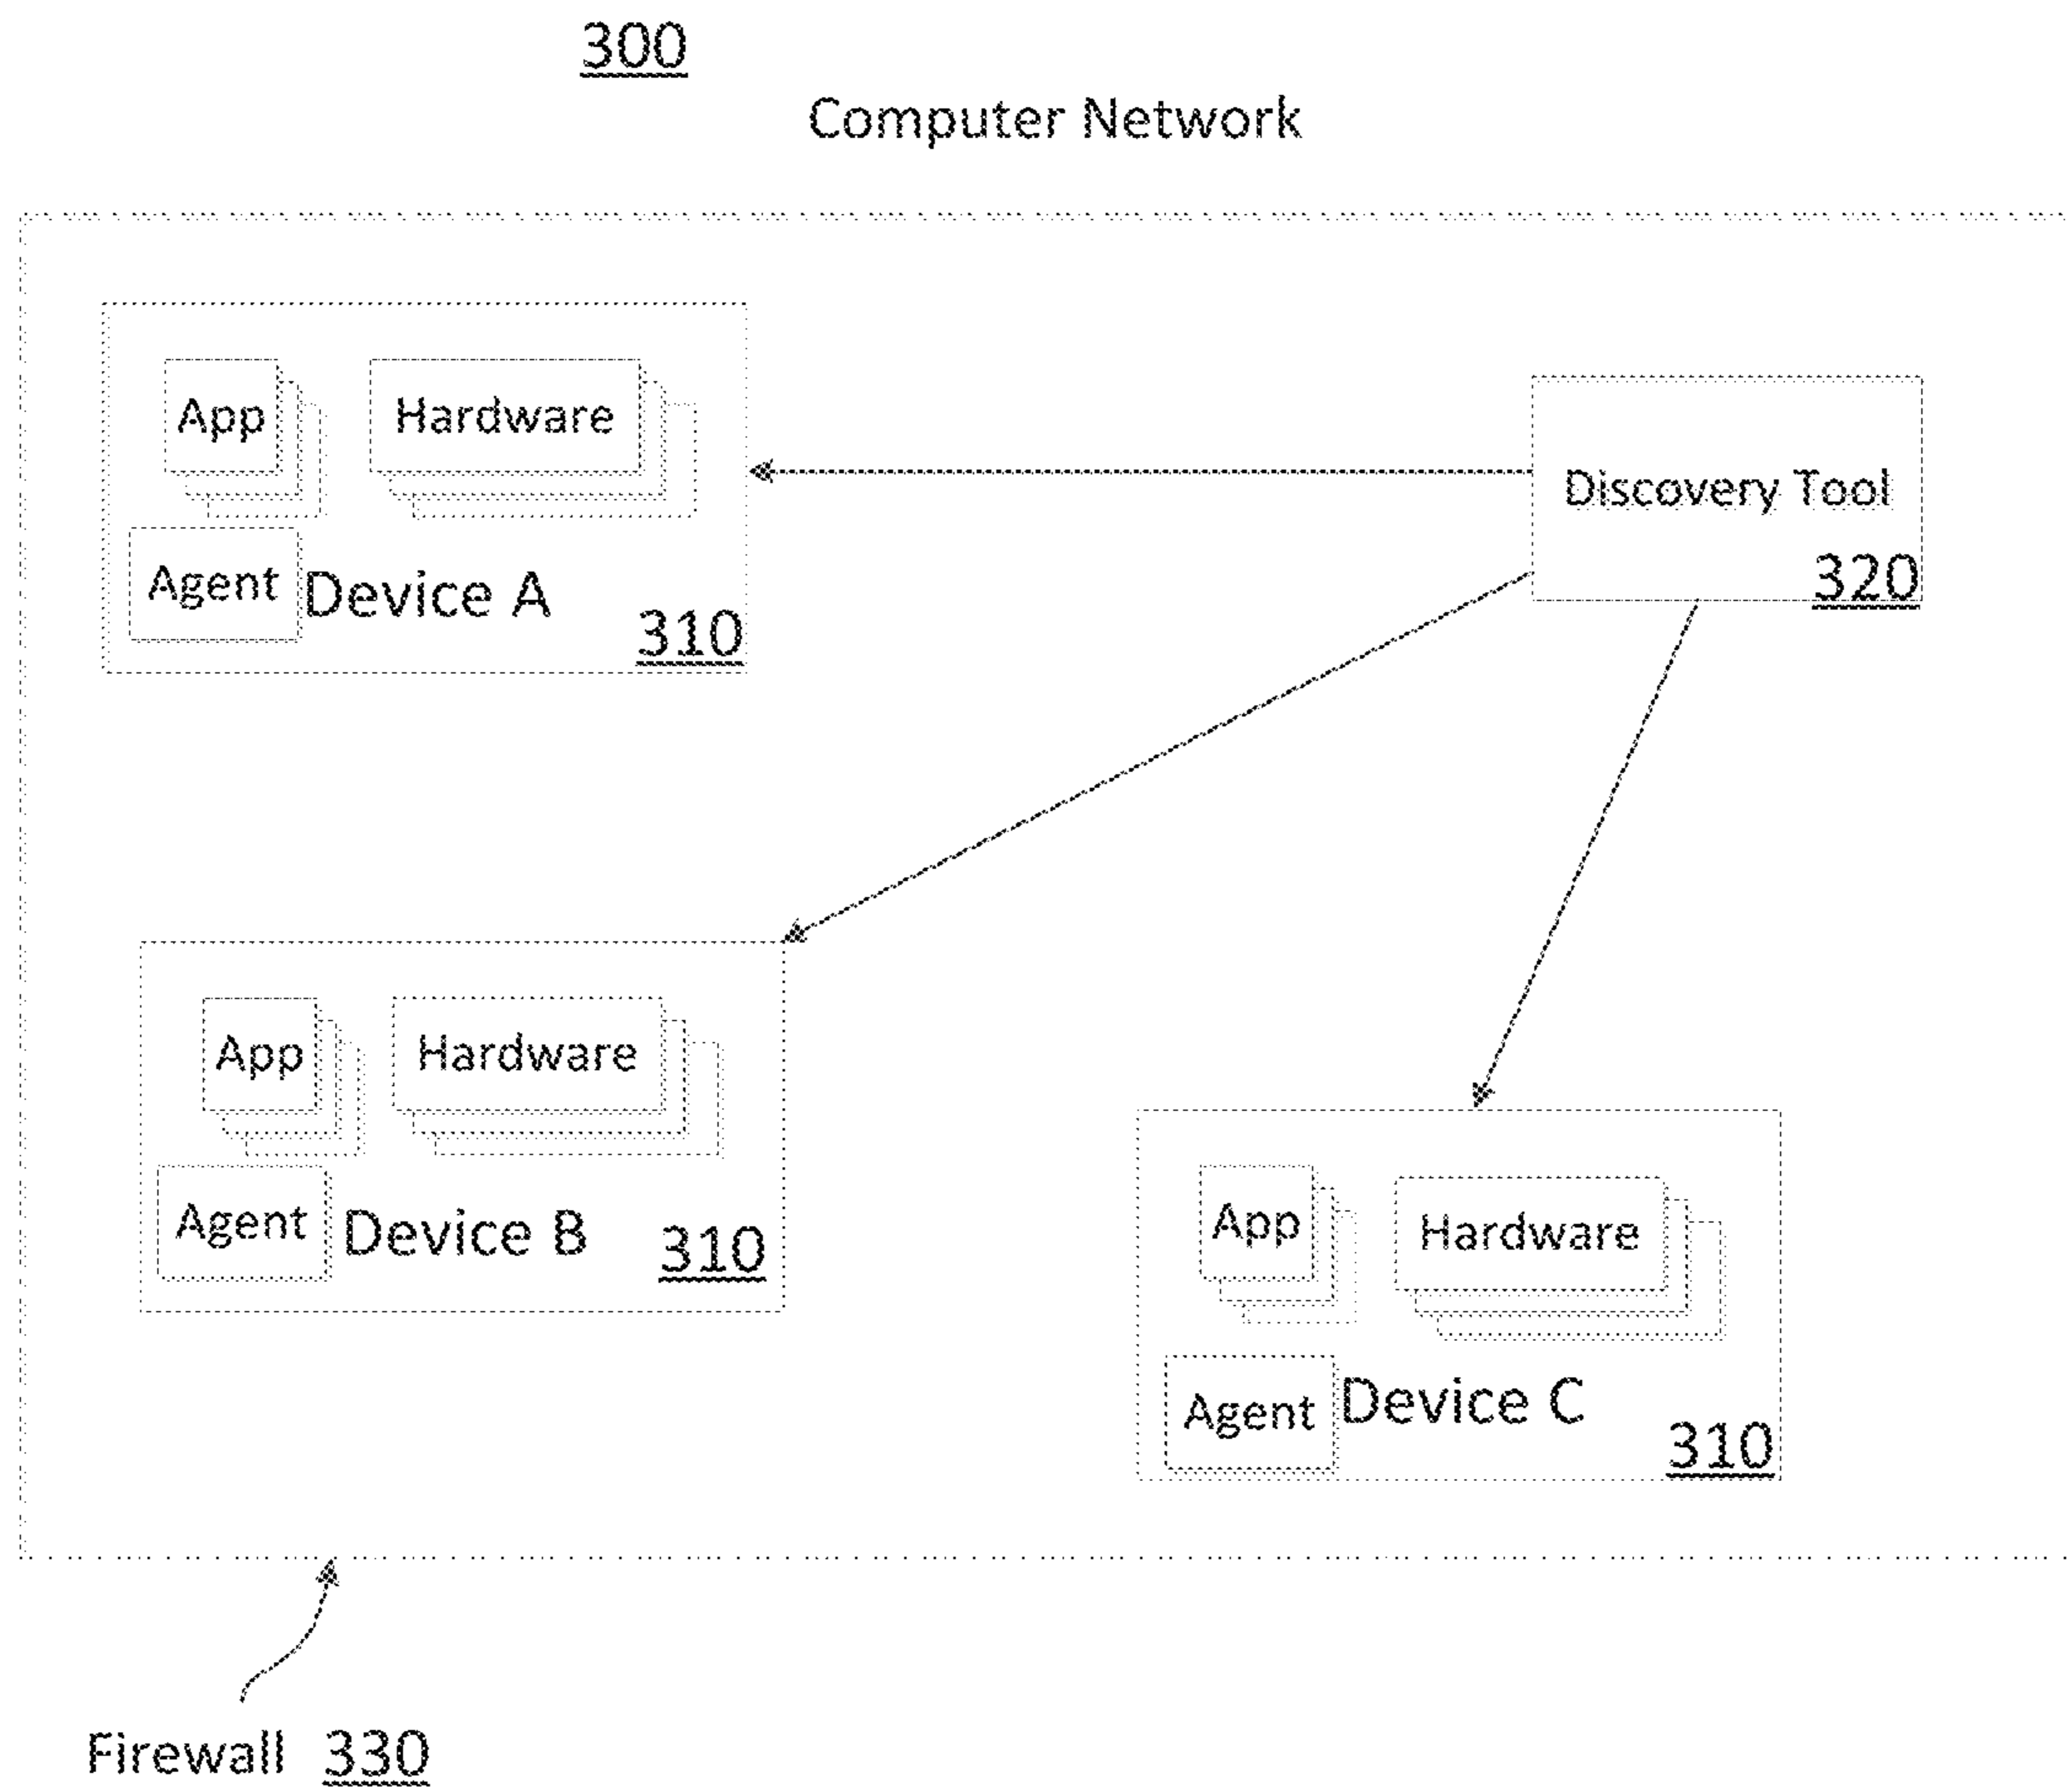 300
Computer Network
App
Hardware
Discovery Tool
320
Agent
Device A
310
App
Hardware
Agent
Device B
310
App
Hardware
Agent
Device C
310
Firewall 330